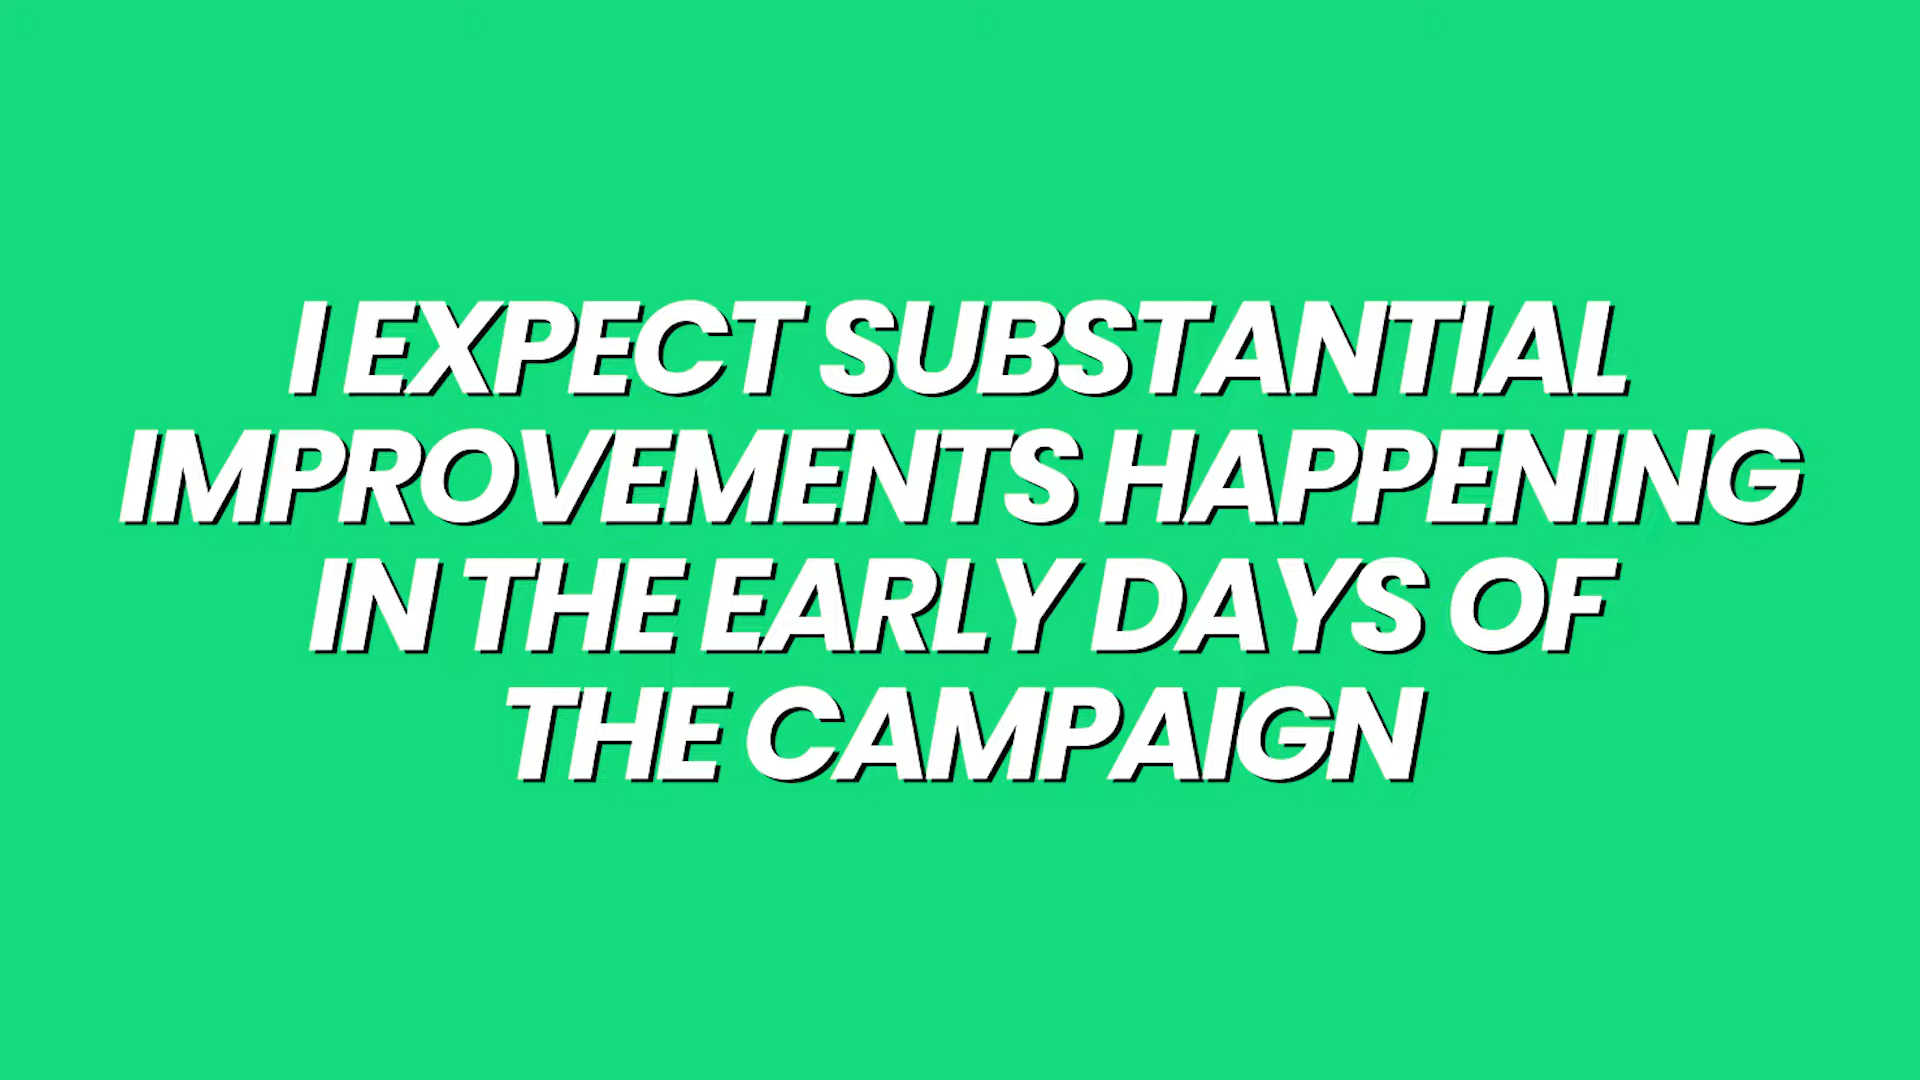 I EXPECT SUBSTANTIAL
IMPROVEMENTS HAPPENING
IN THE EARLY DAYS OF
THE CAMPAIGN